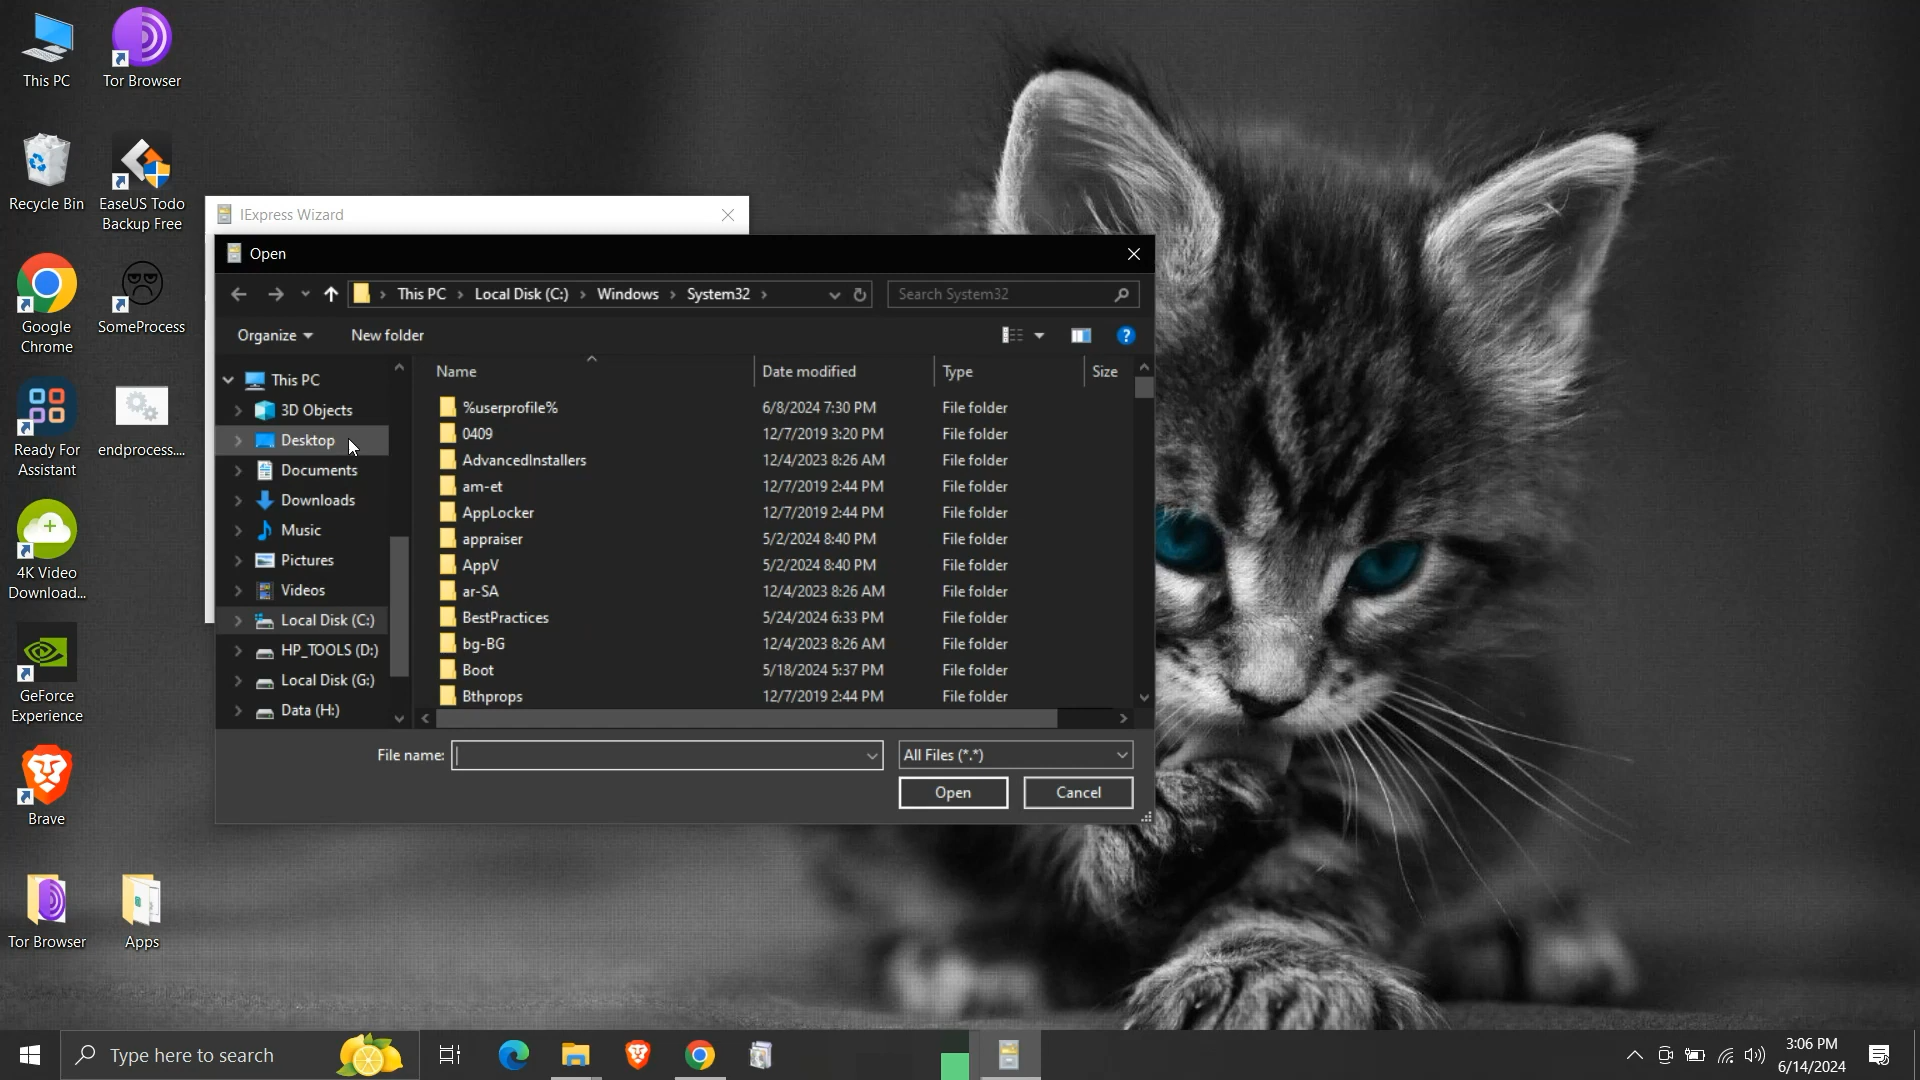 This PC
Tor Browser
Recycle Bin
EaseUS Todo
Backup Free
Google
Chrome
SomeProcess
Ready For
Assistant
endprocess....
4K Video
Download...
GeForce
Experience
Brave
Tor Browser
Apps
IExpress Wizard
Open
This PC
Local Disk (C:)
Windows
System32
Search System32
Organize
New folder
This PC
3D Objects
Desktop
Documents
Downloads
Music
Pictures
Videos
Local Disk (C:)
HP_TOOLS (D:)
Local Disk (G:)
Data (H:)
Name Date modified Type Size
%userprofile% 6/8/2024 7:30 PM File folder
0409 12/7/2019 3:20 PM File folder
AdvancedInstallers 12/4/2023 8:26 AM File folder
am-et 12/7/2019 2:44 PM File folder
AppLocker 12/7/2019 2:44 PM File folder
appraiser 5/2/2024 8:40 PM File folder
AppV 5/2/2024 8:40 PM File folder
ar-SA 12/4/2023 8:26 AM File folder
BestPractices 5/24/2024 6:33 PM File folder
bg-BG 12/4/2023 8:26 AM File folder
Boot 5/18/2024 5:37 PM File folder
Bthprops 12/7/2019 2:44 PM File folder
File name:
All Files (*.*)
Open
Cancel
Type here to search
3:06 PM
6/14/2024